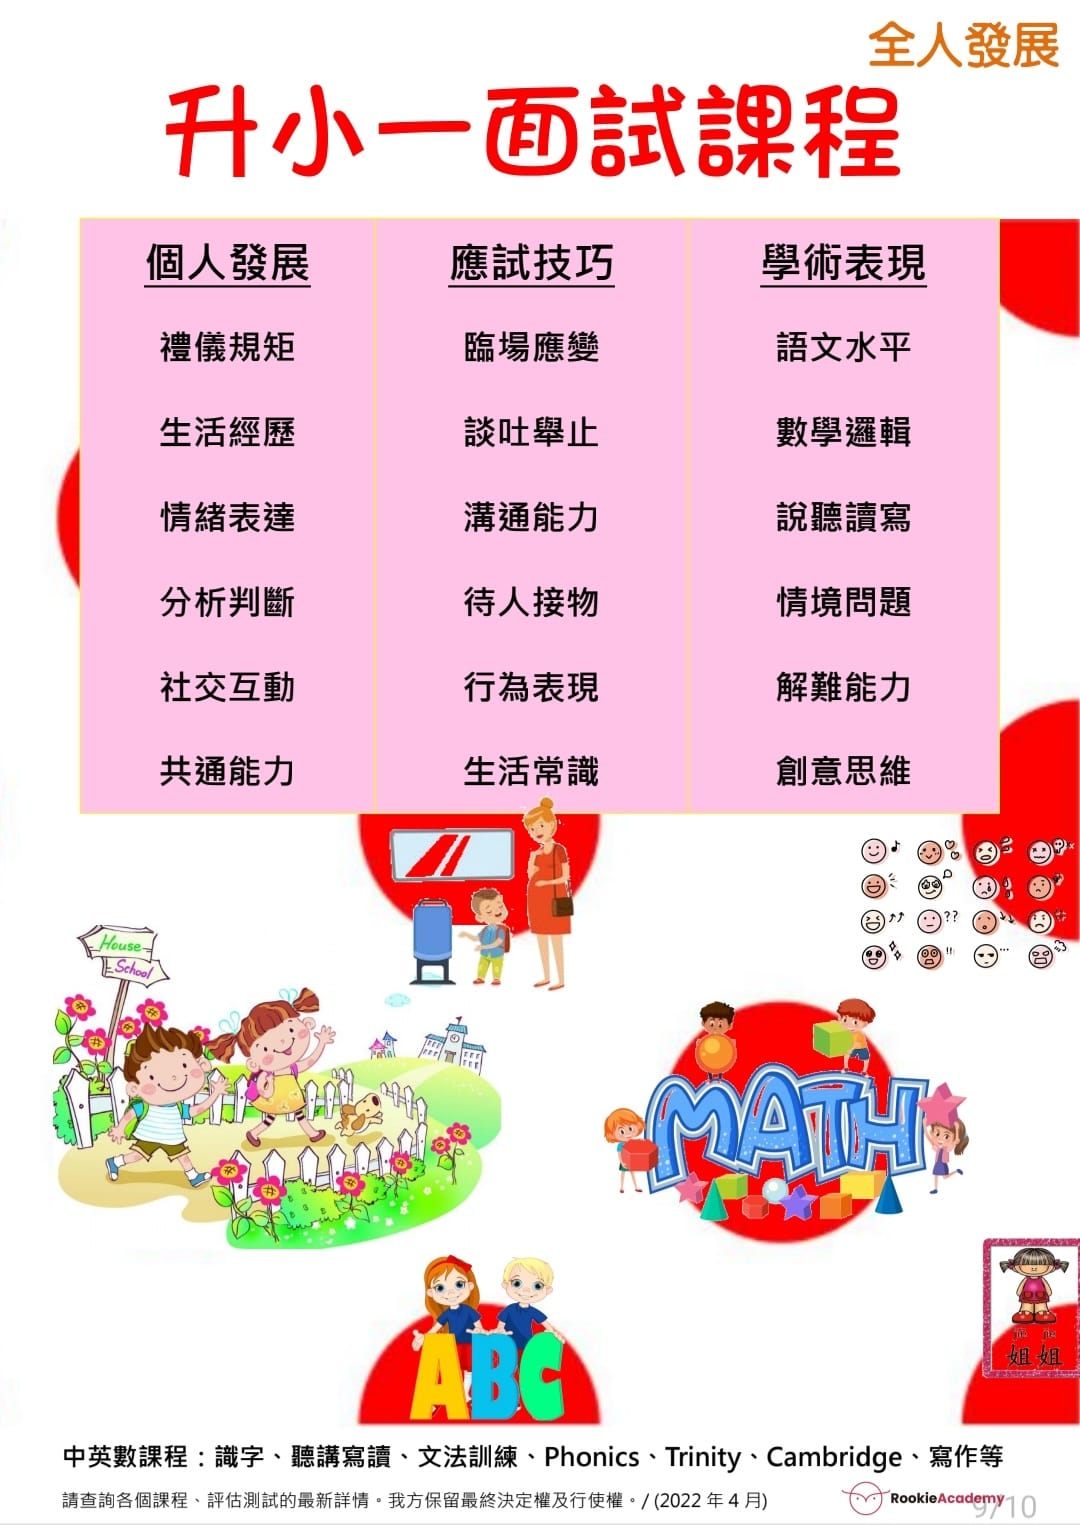 全人發展
升小一面試課程
個人發展 應試技巧 學術表現
禮儀規矩 臨場應變 語文水平
生活經歷 談吐舉止 數學邏輯
情緒表達 溝通能力 說聽讀寫
分析判斷 待人接物 情境問題
社交互動 行為表現 解難能力
共通能力 生活常識 創意思維
House
School
??
!!
MATH
ABC
jie jie
姐姐
中英數課程：識字、聽講寫讀、文法訓練、Phonics、Trinity、Cambridge、寫作等
請查詢各個課程、評估測試的最新詳情。我方保留最終決定權及行使權。/ (2022 年 4 月)
RookieAcademy
9/10